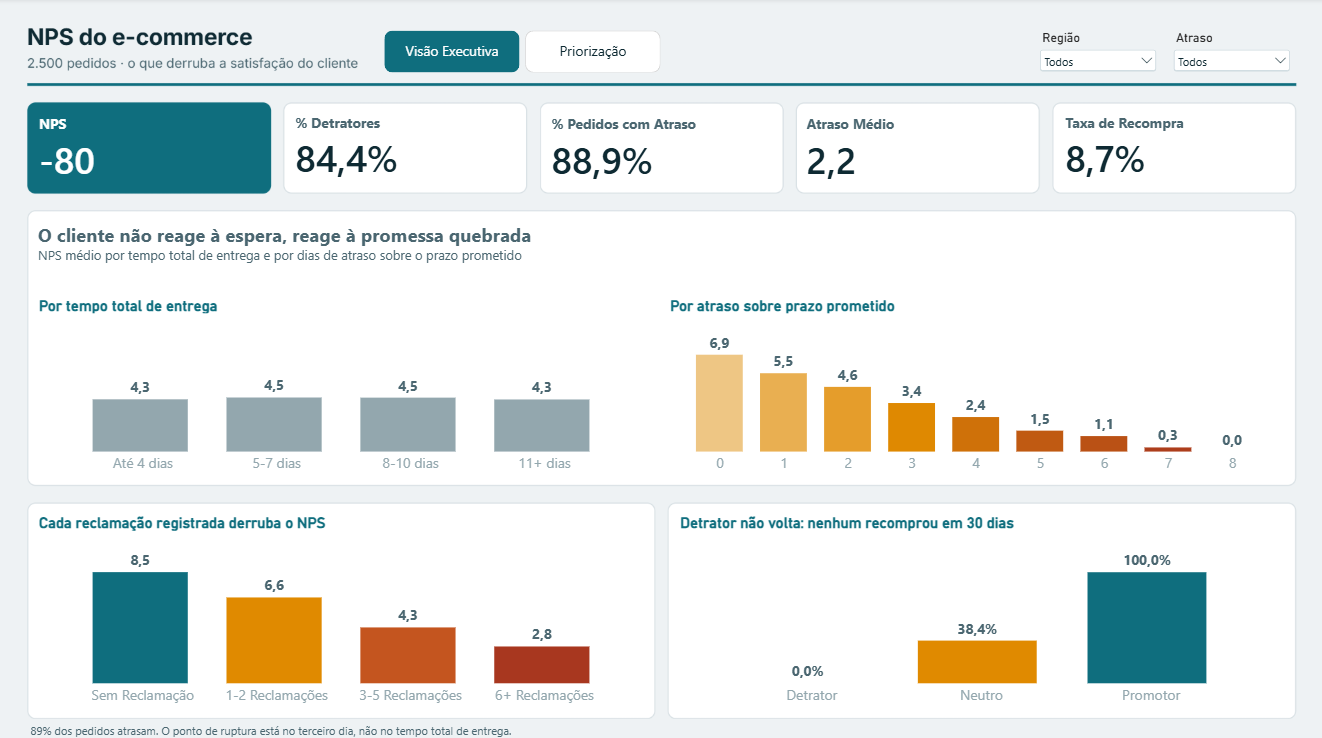 NPS do e-commerce
2.500 pedidos · o que derruba a satisfação do cliente
Visão Executiva
Priorização
Região
Todos
Atraso
Todos
NPS
-80
% Detratores
84,4%
% Pedidos com Atraso
88,9%
Atraso Médio
2,2
Taxa de Recompra
8,7%
O cliente não reage à espera, reage à promessa quebrada
NPS médio por tempo total de entrega e por dias de atraso sobre o prazo prometido
Por tempo total de entrega
4,3 4,5 4,5 4,3
Até 4 dias 5-7 dias 8-10 dias 11+ dias
Por atraso sobre prazo prometido
6,9 5,5 4,6 3,4 2,4 1,5 1,1 0,3 0,0
0 1 2 3 4 5 6 7 8
Cada reclamação registrada derruba o NPS
8,5 6,6 4,3 2,8
Sem Reclamação 1-2 Reclamações 3-5 Reclamações 6+ Reclamações
Detrator não volta: nenhum recomprou em 30 dias
0,0% 38,4% 100,0%
Detrator Neutro Promotor
89% dos pedidos atrasam. O ponto de ruptura está no terceiro dia, não no tempo total de entrega.